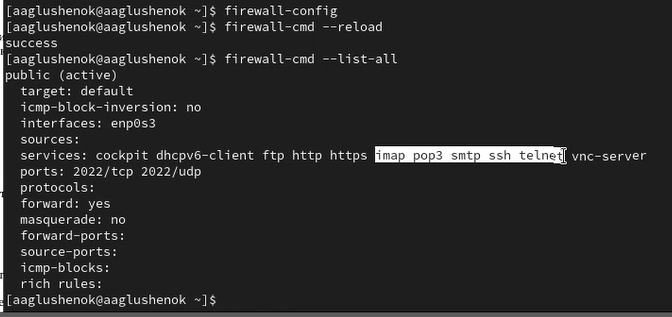 [aaglushenok@aaglushenok ~]$ firewall-config
[aaglushenok@aaglushenok ~]$ firewall-cmd --reload
success
[aaglushenok@aaglushenok ~]$ firewall-cmd --list-all
public (active)
  target: default
  icmp-block-inversion: no
  interfaces: enp0s3
  sources:
  services: cockpit dhcpv6-client ftp http https imap pop3 smtp ssh telnet vnc-server
  ports: 2022/tcp 2022/udp
  protocols:
  forward: yes
  masquerade: no
  forward-ports:
  source-ports:
  icmp-blocks:
  rich rules:
[aaglushenok@aaglushenok ~]$